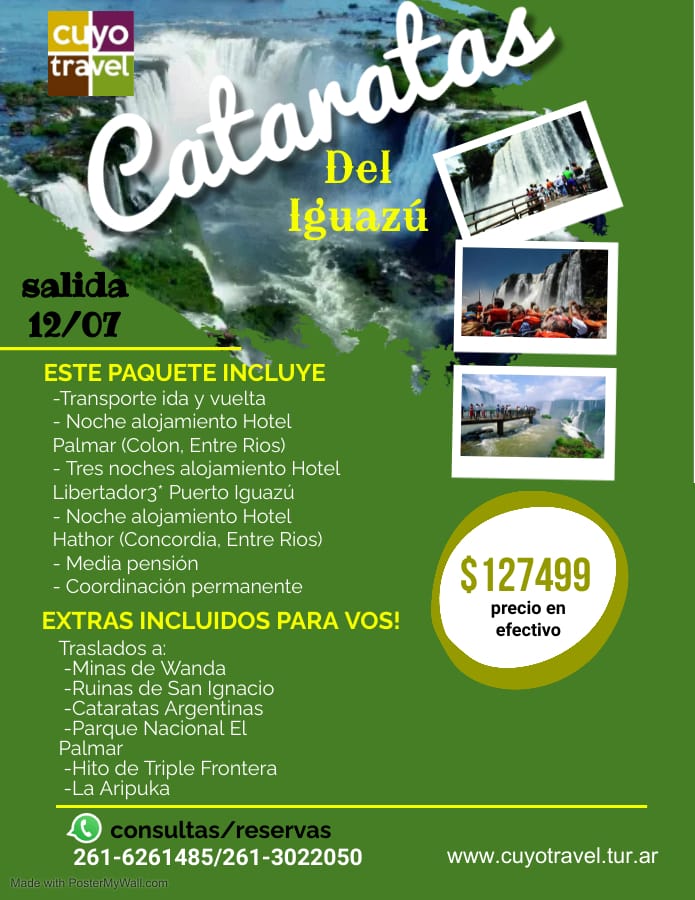 cuyo
travel
Cataratas
Del
Iguazú
salida
12/07
ESTE PAQUETE INCLUYE
-Transporte ida y vuelta
- Noche alojamiento Hotel
Palmar (Colon, Entre Rios)
- Tres noches alojamiento Hotel
Libertador3* Puerto Iguazú
- Noche alojamiento Hotel
Hathor (Concordia, Entre Rios)
- Media pensión
- Coordinación permanente
$127499
precio en
efectivo
EXTRAS INCLUIDOS PARA VOS!
Traslados a:
-Minas de Wanda
-Ruinas de San Ignacio
-Cataratas Argentinas
-Parque Nacional El
Palmar
-Hito de Triple Frontera
-La Aripuka
consultas/reservas
261-6261485/261-3022050
www.cuyotravel.tur.ar
Made with PosterMyWall.com